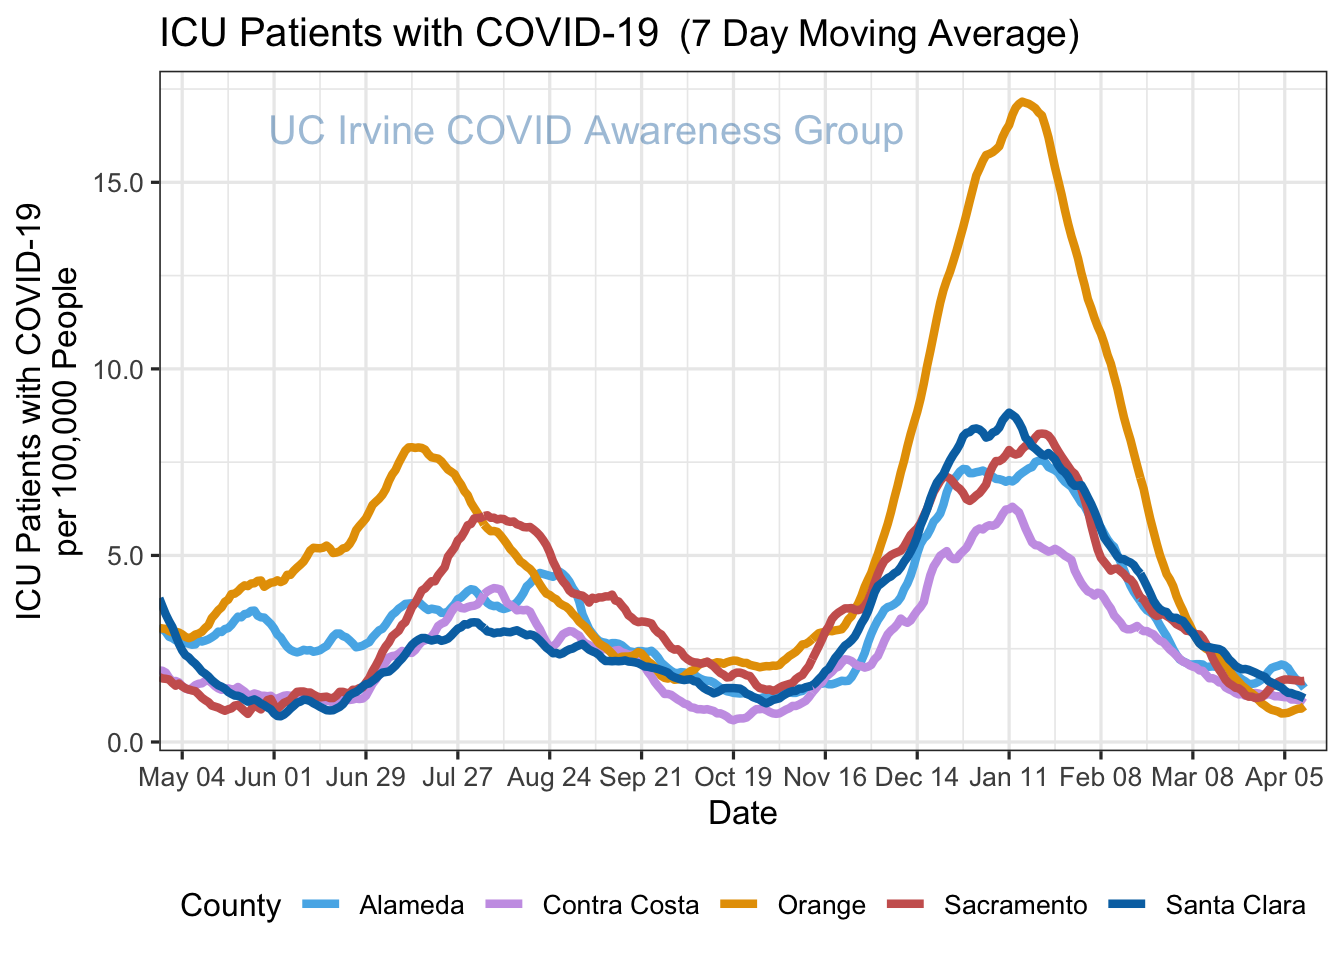 ICU Patients with COVID-19 (7 Day Moving Average)
UC Irvine COVID Awareness Group
ICU Patients with COVID-19
per 100,000 People
15.0
10.0
5.0
0.0
May 04 Jun 01 Jun 29 Jul 27 Aug 24 Sep 21 Oct 19 Nov 16 Dec 14 Jan 11 Feb 08 Mar 08 Apr 05
Date
County Alameda Contra Costa Orange Sacramento Santa Clara